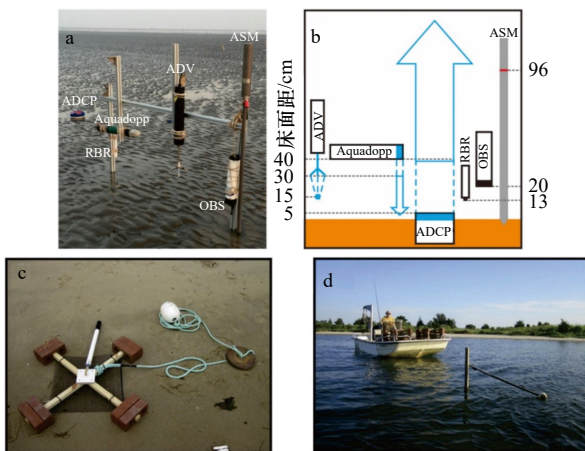 a
ASM
ADV
ADCP
Aquadopp
RBR
OBS
b
ASM
床面距/cm
96
ADV
Aquadopp
RBR
OBS
40
30
15
5
20
13
ADCP
c
d